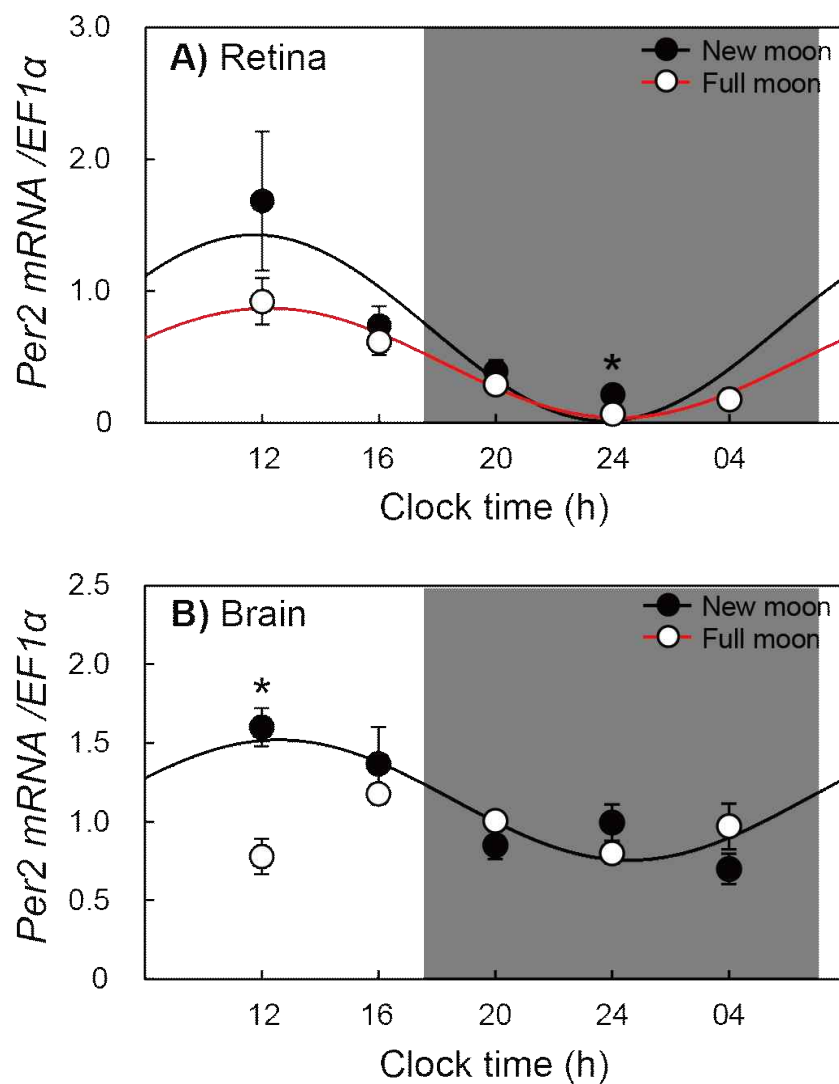 3.0
A) Retina
New moon
Full moon
2.0
1.0
0
*
Per2 mRNA /EF1α
12 16 20 24 04
Clock time (h)
2.5
B) Brain
New moon
Full moon
2.0
*
1.5
1.0
0.5
0
Per2 mRNA /EF1α
12 16 20 24 04
Clock time (h)